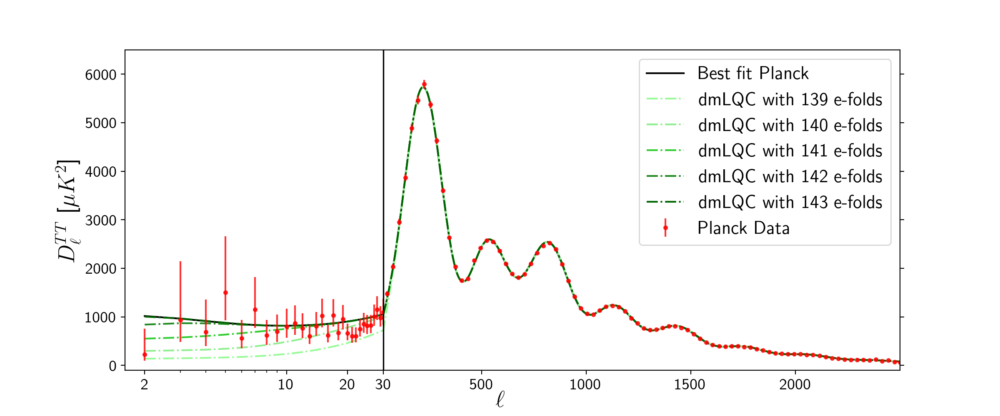 6000
5000
4000
3000
2000
1000
0
D_ℓ^{TT} [μK²]
2 10 20 30 500 1000 1500 2000
ℓ
Best fit Planck
dmLQC with 139 e-folds
dmLQC with 140 e-folds
dmLQC with 141 e-folds
dmLQC with 142 e-folds
dmLQC with 143 e-folds
Planck Data